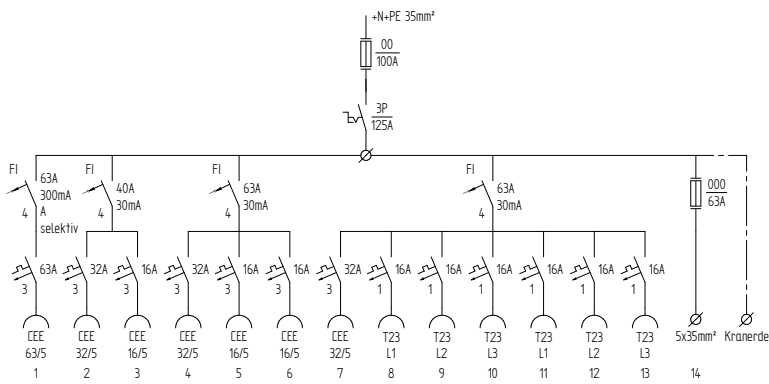 +N+PE 35mm²
00
100A
3P
125A
FI
63A
300mA
4
A
selektiv
FI
40A
30mA
4
FI
63A
30mA
4
FI
63A
30mA
4
000
63A
63A
3
32A
3
16A
3
32A
3
16A
3
16A
3
32A
3
16A
1
16A
1
16A
1
16A
1
16A
1
16A
1
CEE CEE CEE CEE CEE CEE CEE T23 T23 T23 T23 T23 T23 5x35mm² Kranerde
63/5 32/5 16/5 32/5 16/5 16/5 32/5 L1 L2 L3 L1 L2 L3
1 2 3 4 5 6 7 8 9 10 11 12 13 14